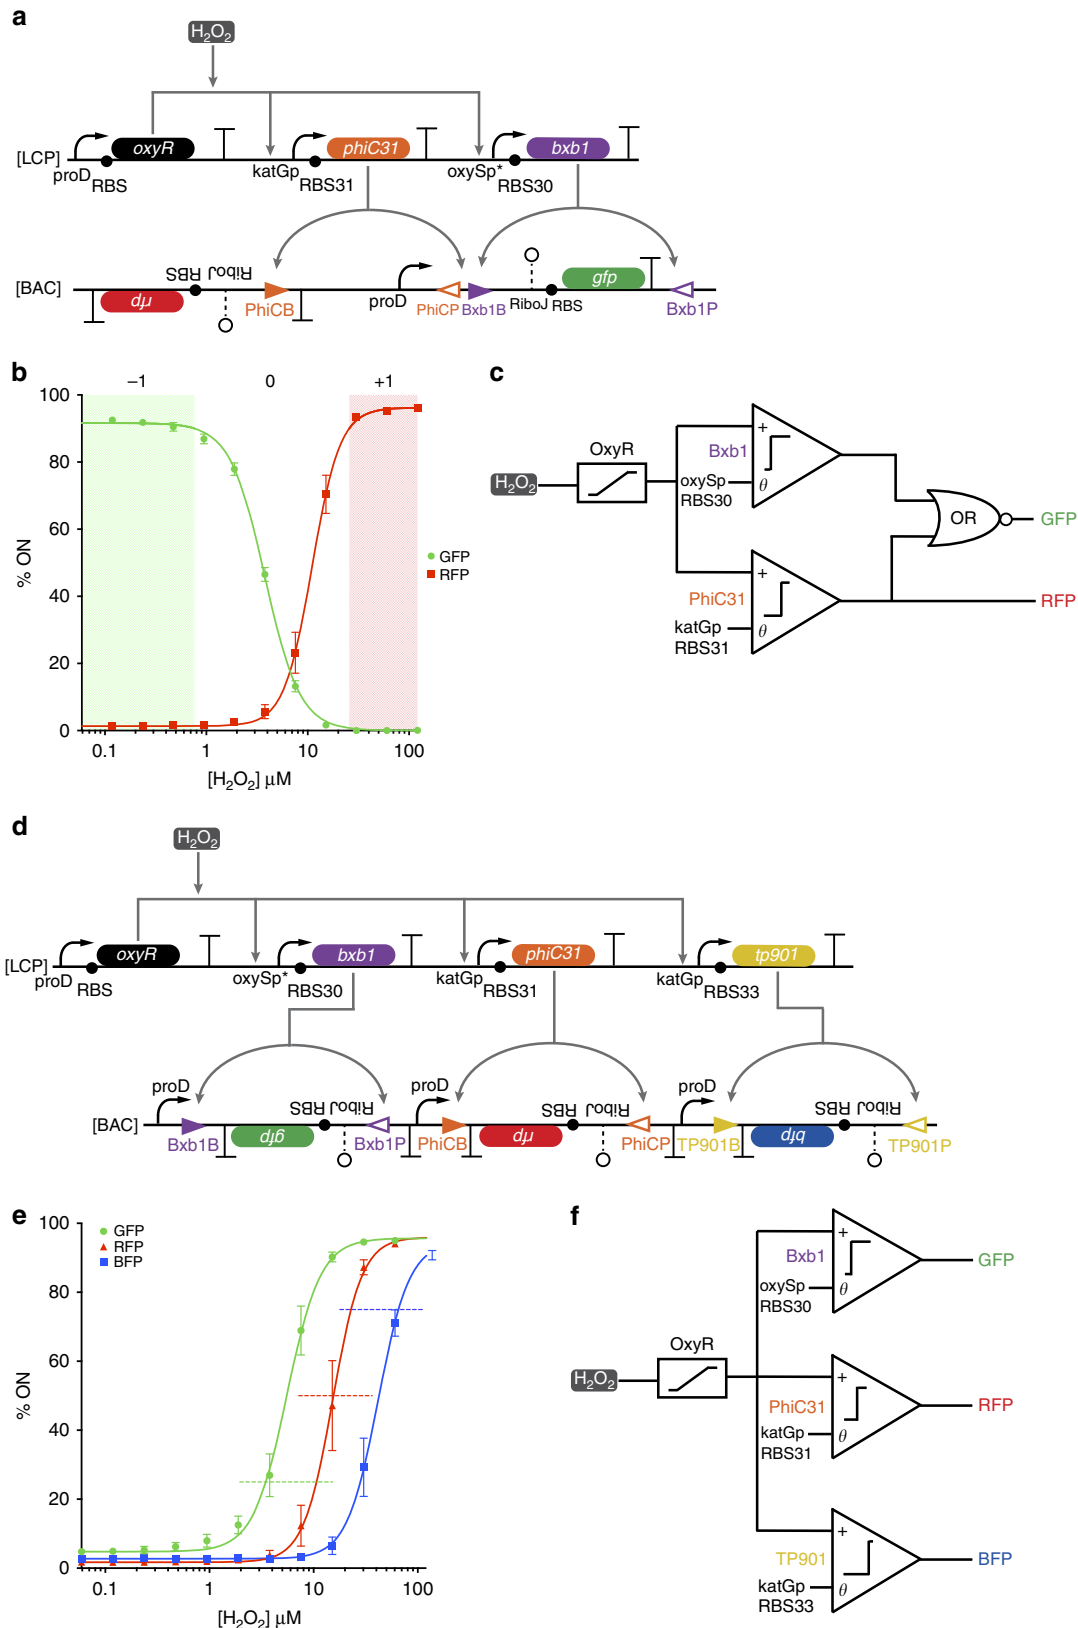 a
H2O2
[LCP] oxyR phiC31 bxb1
proD RBS katGp RBS31 oxySp* RBS30
RBS RiboJ
[BAC] rfp proD gfp
PhiCB PhiCP Bxb1B RiboJ RBS Bxb1P
b
–1 0 +1
100
80
60
40
20
0
% ON
GFP
RFP
0.1 1 10 100
[H2O2] μM
c
H2O2
OxyR
Bxb1
+
oxySp
RBS30
θ
OR
GFP
PhiC31
+
katGp
RBS31
θ
RFP
d
H2O2
[LCP] oxyR bxb1 phiC31 tp901
proD RBS oxySp* RBS30 katGp RBS31 katGp RBS33
proD proD proD
RBS RiboJ RBS RiboJ RBS RiboJ
[BAC] gfp rfp bfp
Bxb1B Bxb1P PhiCB PhiCP TP901B TP901P
e
100
80
60
40
20
0
% ON
GFP
RFP
BFP
0.1 1 10 100
[H2O2] μM
f
H2O2
OxyR
Bxb1
+
oxySp
RBS30
θ
GFP
PhiC31
+
katGp
RBS31
θ
RFP
TP901
+
katGp
RBS33
θ
BFP